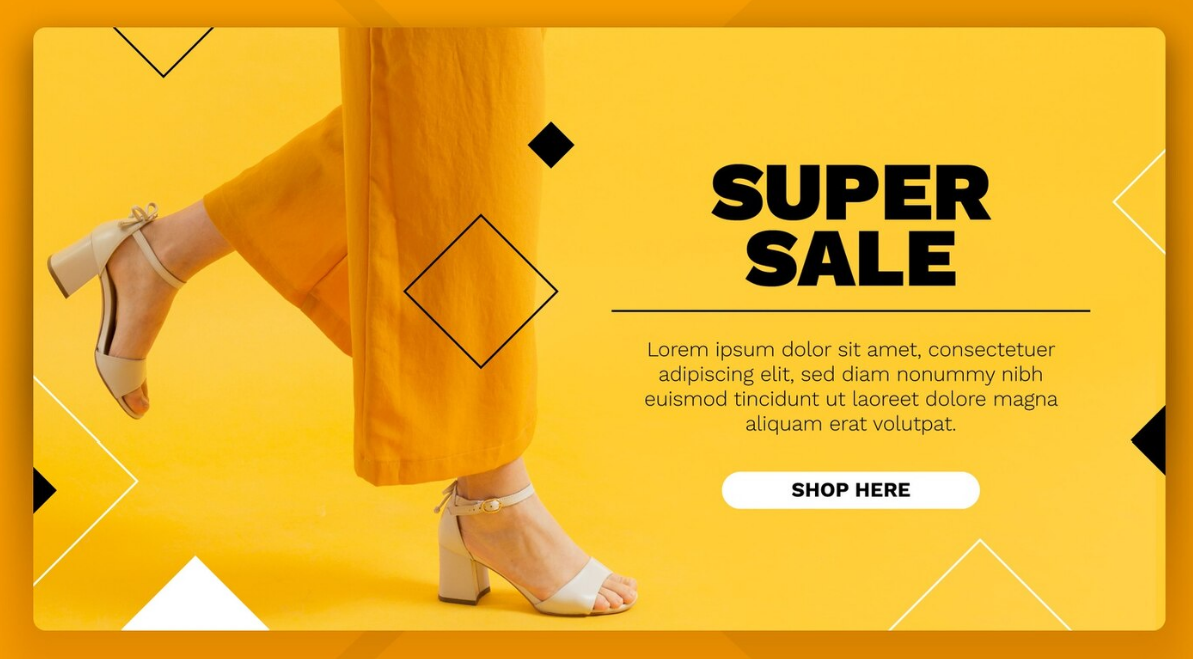 SUPER
SALE
Lorem ipsum dolor sit amet, consectetuer
adipiscing elit, sed diam nonummy nibh
euismod tincidunt ut laoreet dolore magna
aliquam erat volutpat.
SHOP HERE